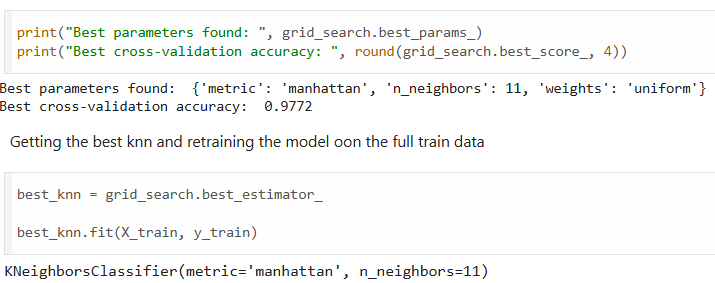 print("Best parameters found: ", grid_search.best_params_)
print("Best cross-validation accuracy: ", round(grid_search.best_score_, 4))
Best parameters found:  {'metric': 'manhattan', 'n_neighbors': 11, 'weights': 'uniform'}
Best cross-validation accuracy:  0.9772
Getting the best knn and retraining the model oon the full train data
best_knn = grid_search.best_estimator_
best_knn.fit(X_train, y_train)
KNeighborsClassifier(metric='manhattan', n_neighbors=11)